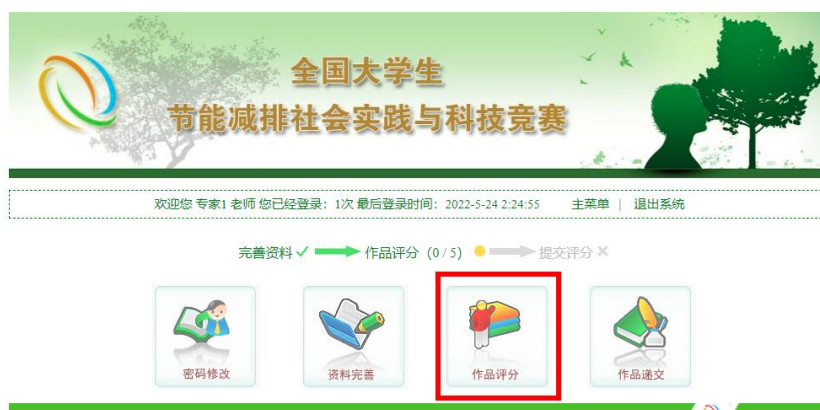 全国大学生
节能减排社会实践与科技竞赛
欢迎您 专家1 老师 您已经登录：1次 最后登录时间：2022-5-24 2:24:55 主菜单 | 退出系统
完善资料 作品评分（0 / 5） 提交评分
密码修改 资料完善 作品评分 作品递交